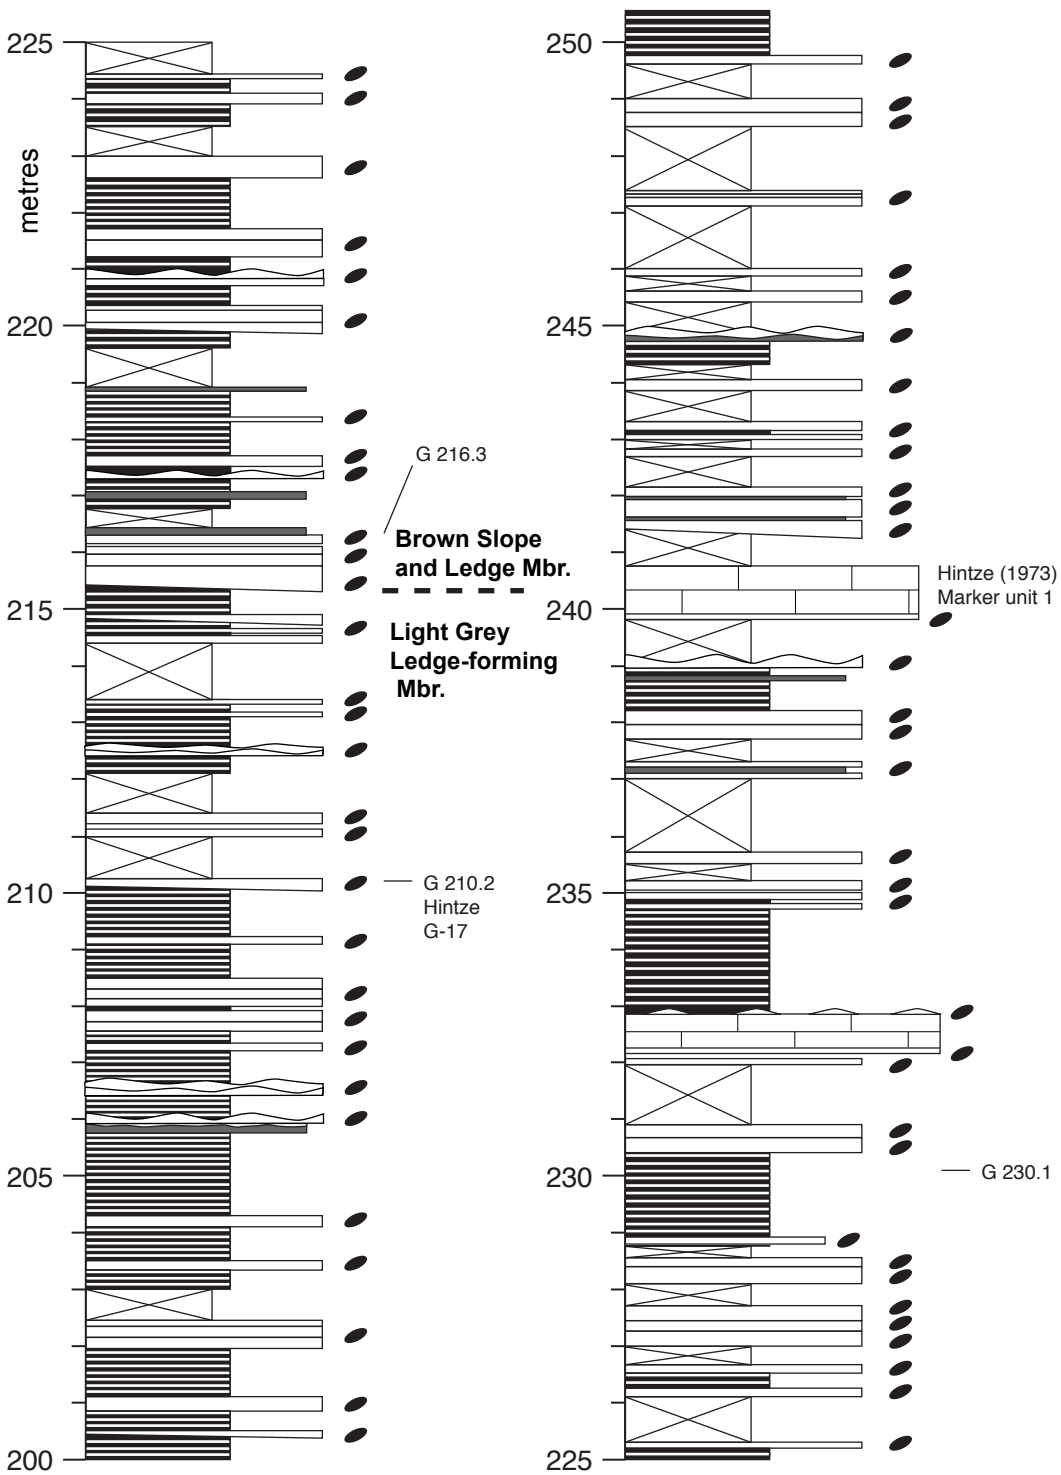 225
metres
220
G 216.3
Brown Slope
and Ledge Mbr.
215
Light Grey
Ledge-forming
Mbr.
210
G 210.2
Hintze
G-17
205
200
250
245
Hintze (1973)
Marker unit 1
240
235
230
G 230.1
225